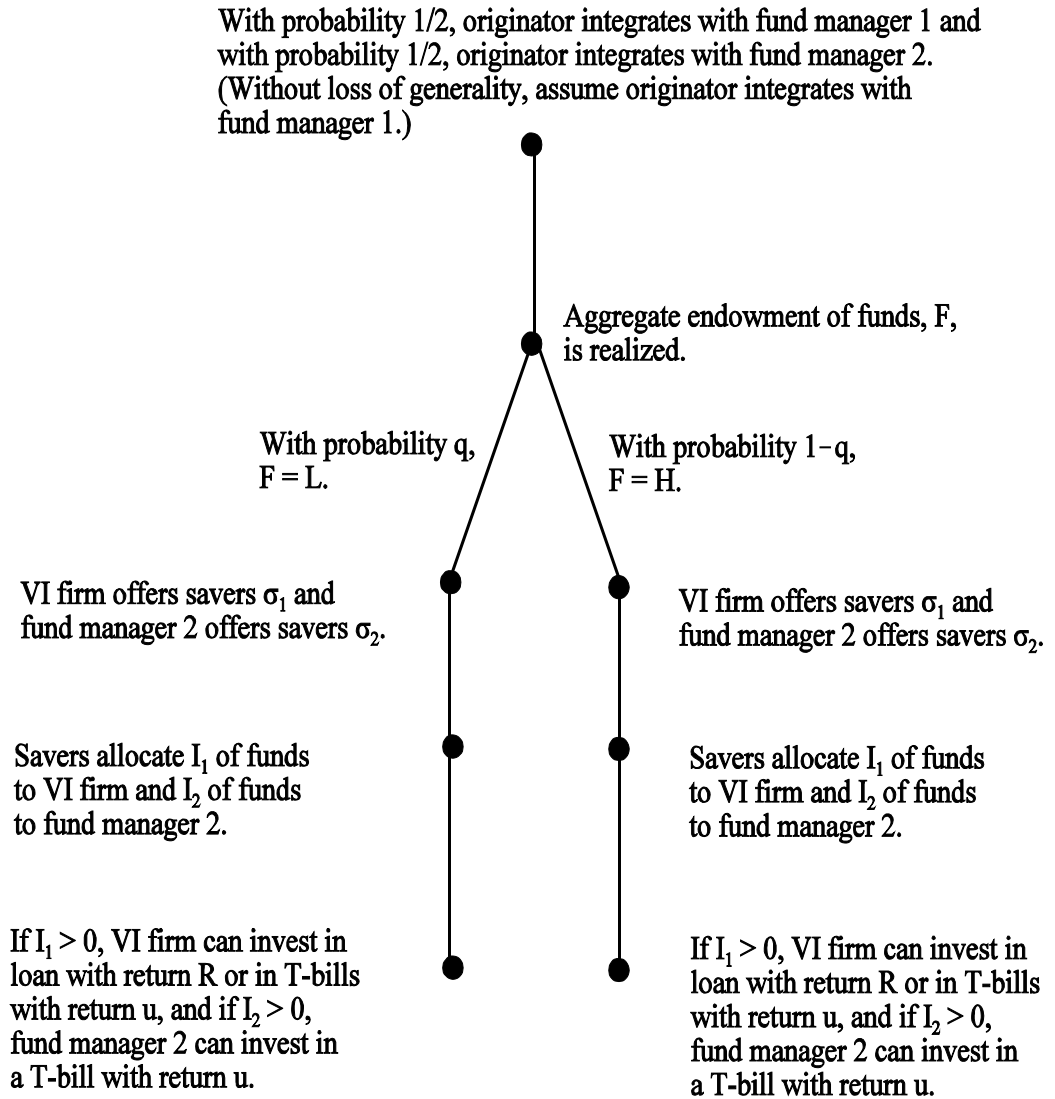 With probability 1/2, originator integrates with fund manager 1 and
with probability 1/2, originator integrates with fund manager 2.
(Without loss of generality, assume originator integrates with
fund manager 1.)
Aggregate endowment of funds, F,
is realized.
With probability q,
F = L.
With probability 1−q,
F = H.
VI firm offers savers σ₁ and
fund manager 2 offers savers σ₂.
VI firm offers savers σ₁ and
fund manager 2 offers savers σ₂.
Savers allocate I₁ of funds
to VI firm and I₂ of funds
to fund manager 2.
Savers allocate I₁ of funds
to VI firm and I₂ of funds
to fund manager 2.
If I₁ > 0, VI firm can invest in
loan with return R or in T-bills
with return u, and if I₂ > 0,
fund manager 2 can invest in
a T-bill with return u.
If I₁ > 0, VI firm can invest in
loan with return R or in T-bills
with return u, and if I₂ > 0,
fund manager 2 can invest in
a T-bill with return u.